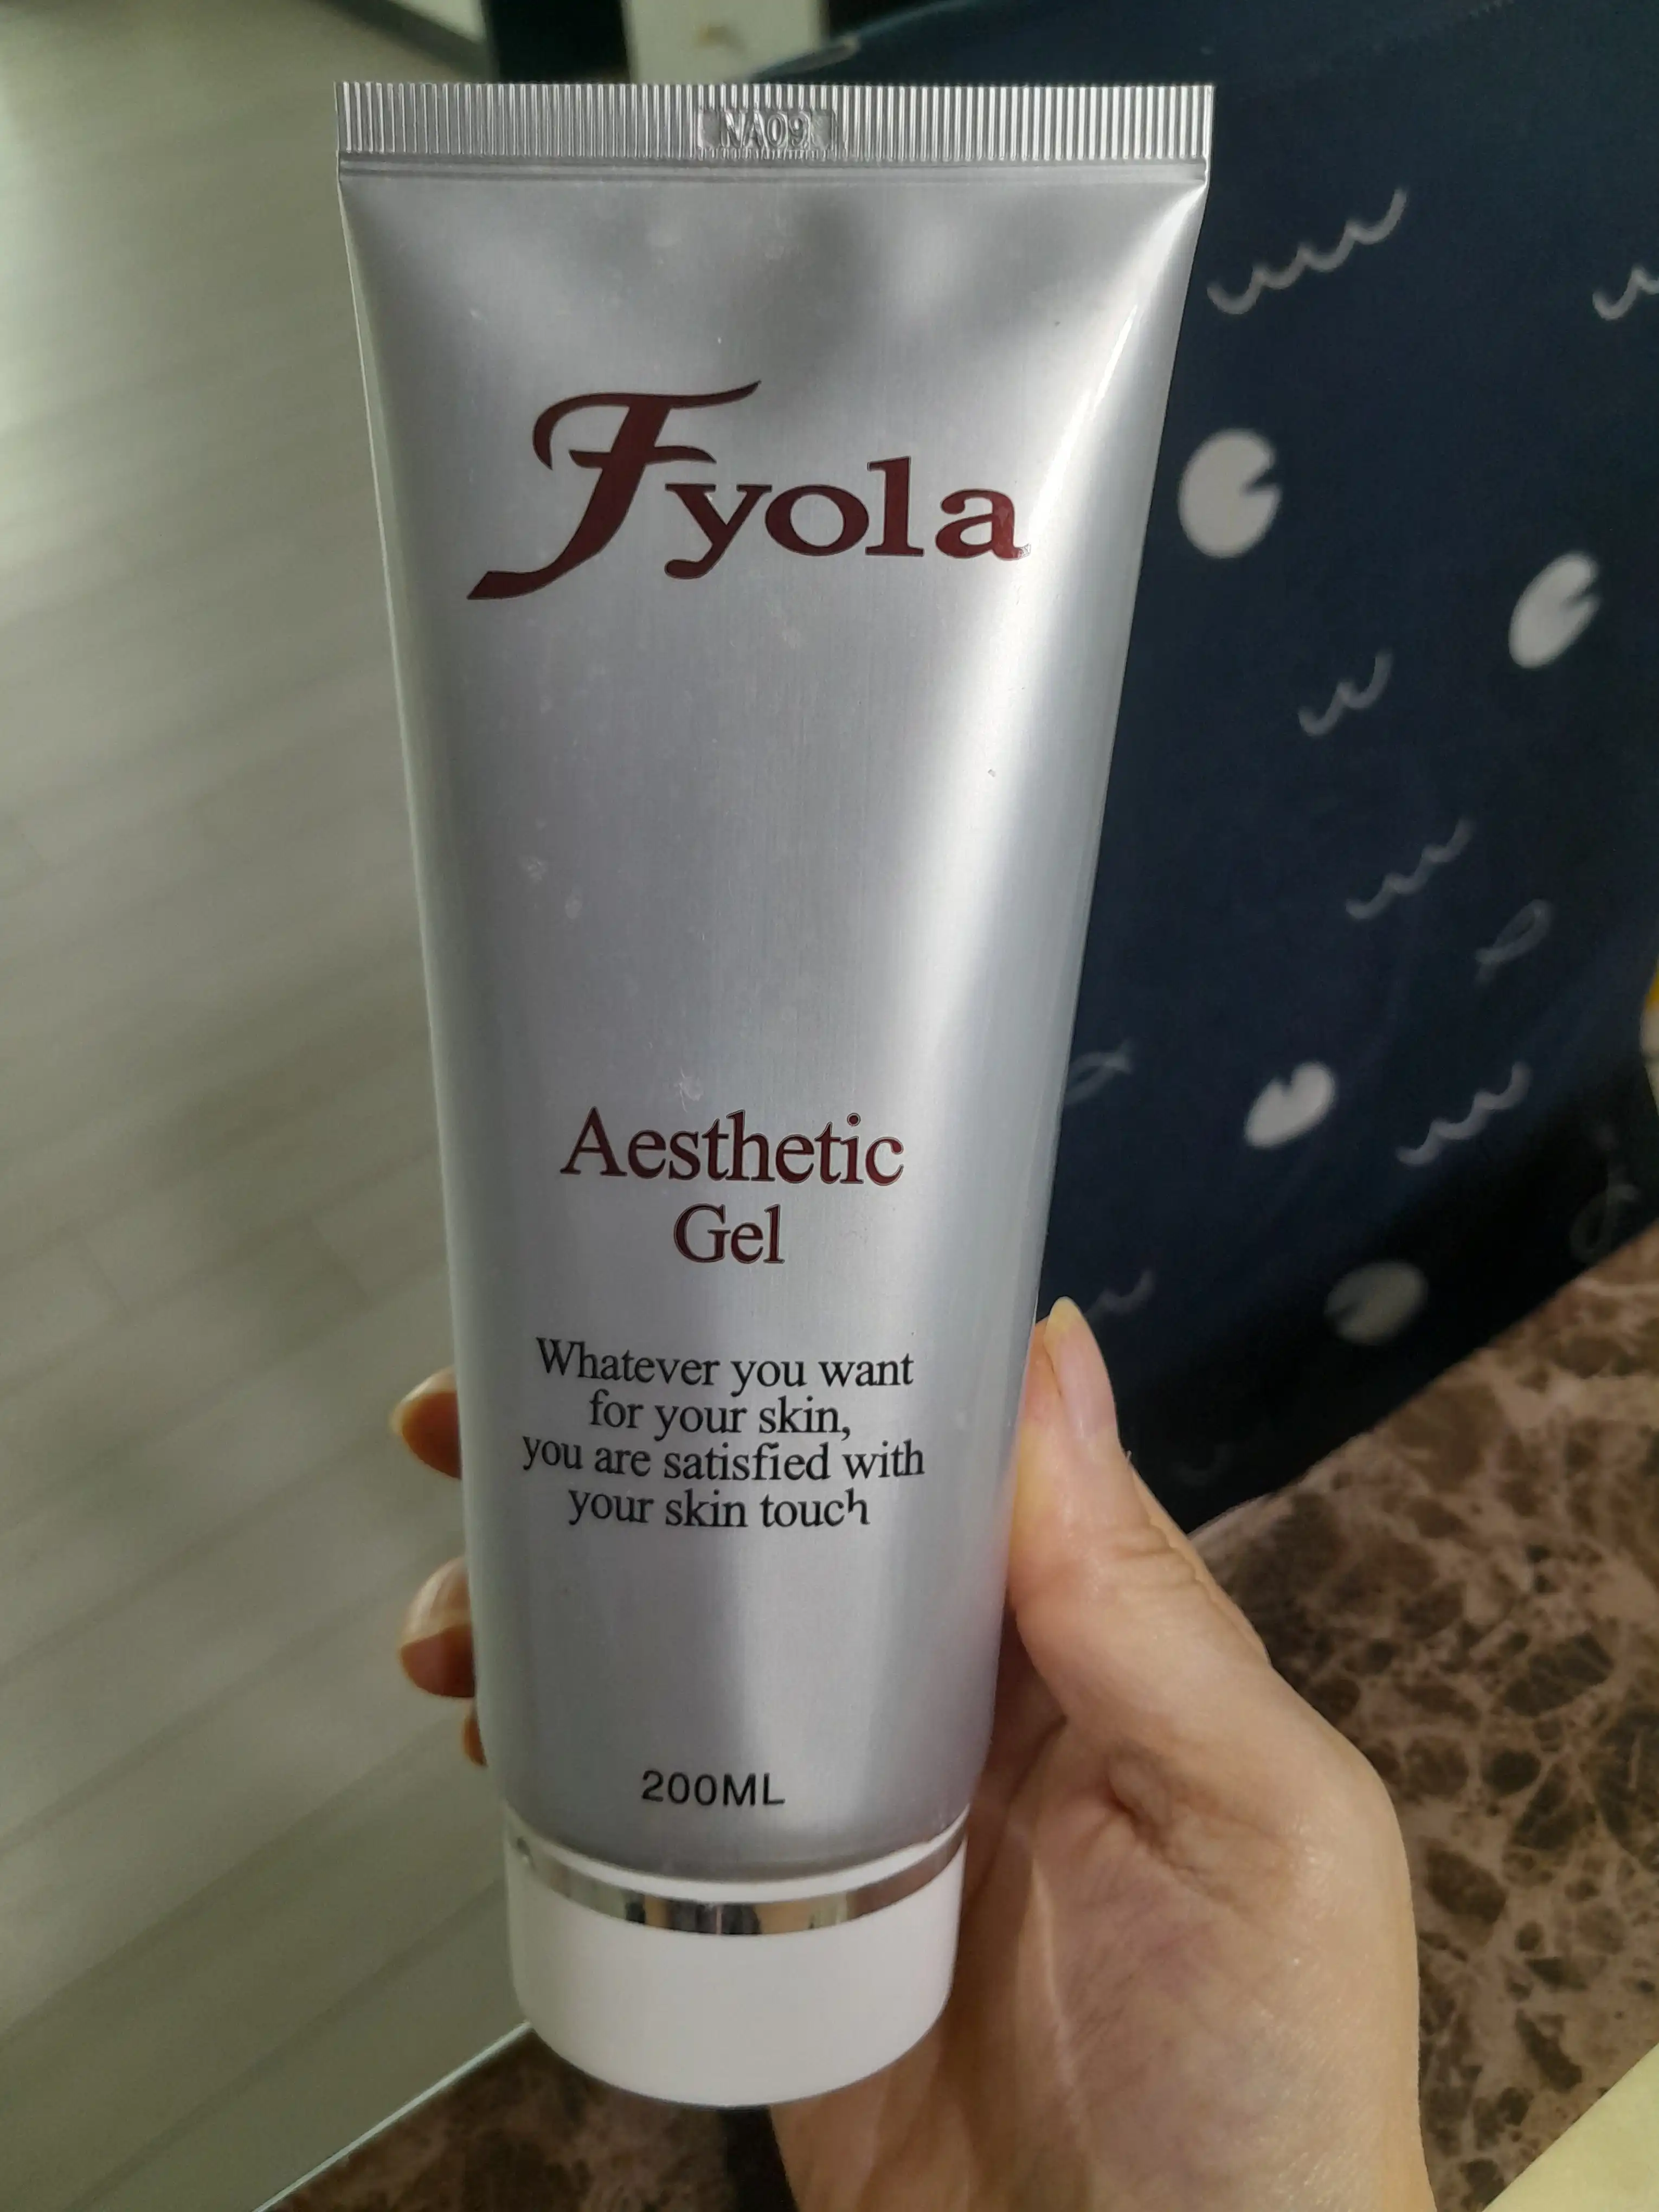 NA09
Fyola
Aesthetic
Gel
Whatever you want
for your skin,
you are satisfied with
your skin touch
200ML